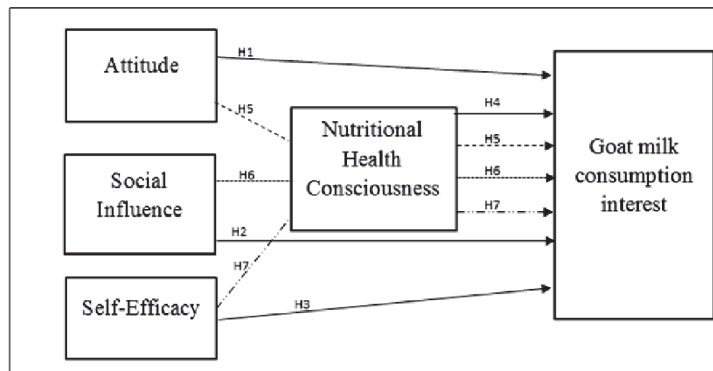 Attitude
H1
H5
Nutritional
Health
Consciousness
H4
H5
H6
H7
Goat milk
consumption
interest
Social
Influence
H6
H2
Self-Efficacy
H7
H3